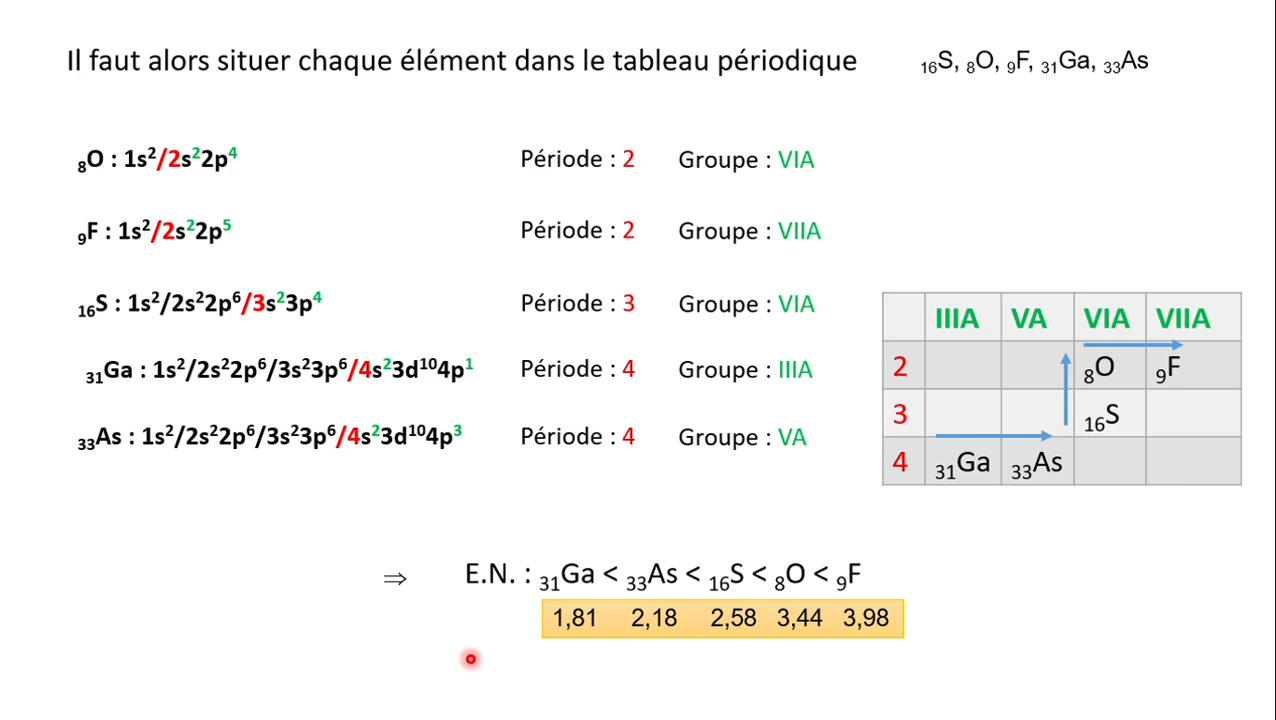 Il faut alors situer chaque élément dans le tableau périodique ₁₆S, ₈O, ₉F, ₃₁Ga, ₃₃As
₈O : 1s²/2s²2p⁴ Période : 2 Groupe : VIA
₉F : 1s²/2s²2p⁵ Période : 2 Groupe : VIIA
₁₆S : 1s²/2s²2p⁶/3s²3p⁴ Période : 3 Groupe : VIA
₃₁Ga : 1s²/2s²2p⁶/3s²3p⁶/4s²3d¹⁰4p¹ Période : 4 Groupe : IIIA
₃₃As : 1s²/2s²2p⁶/3s²3p⁶/4s²3d¹⁰4p³ Période : 4 Groupe : VA
IIIA VA VIA VIIA
2 ₈O ₉F
3 ₁₆S
4 ₃₁Ga ₃₃As
⇒ E.N. : ₃₁Ga < ₃₃As < ₁₆S < ₈O < ₉F
1,81 2,18 2,58 3,44 3,98